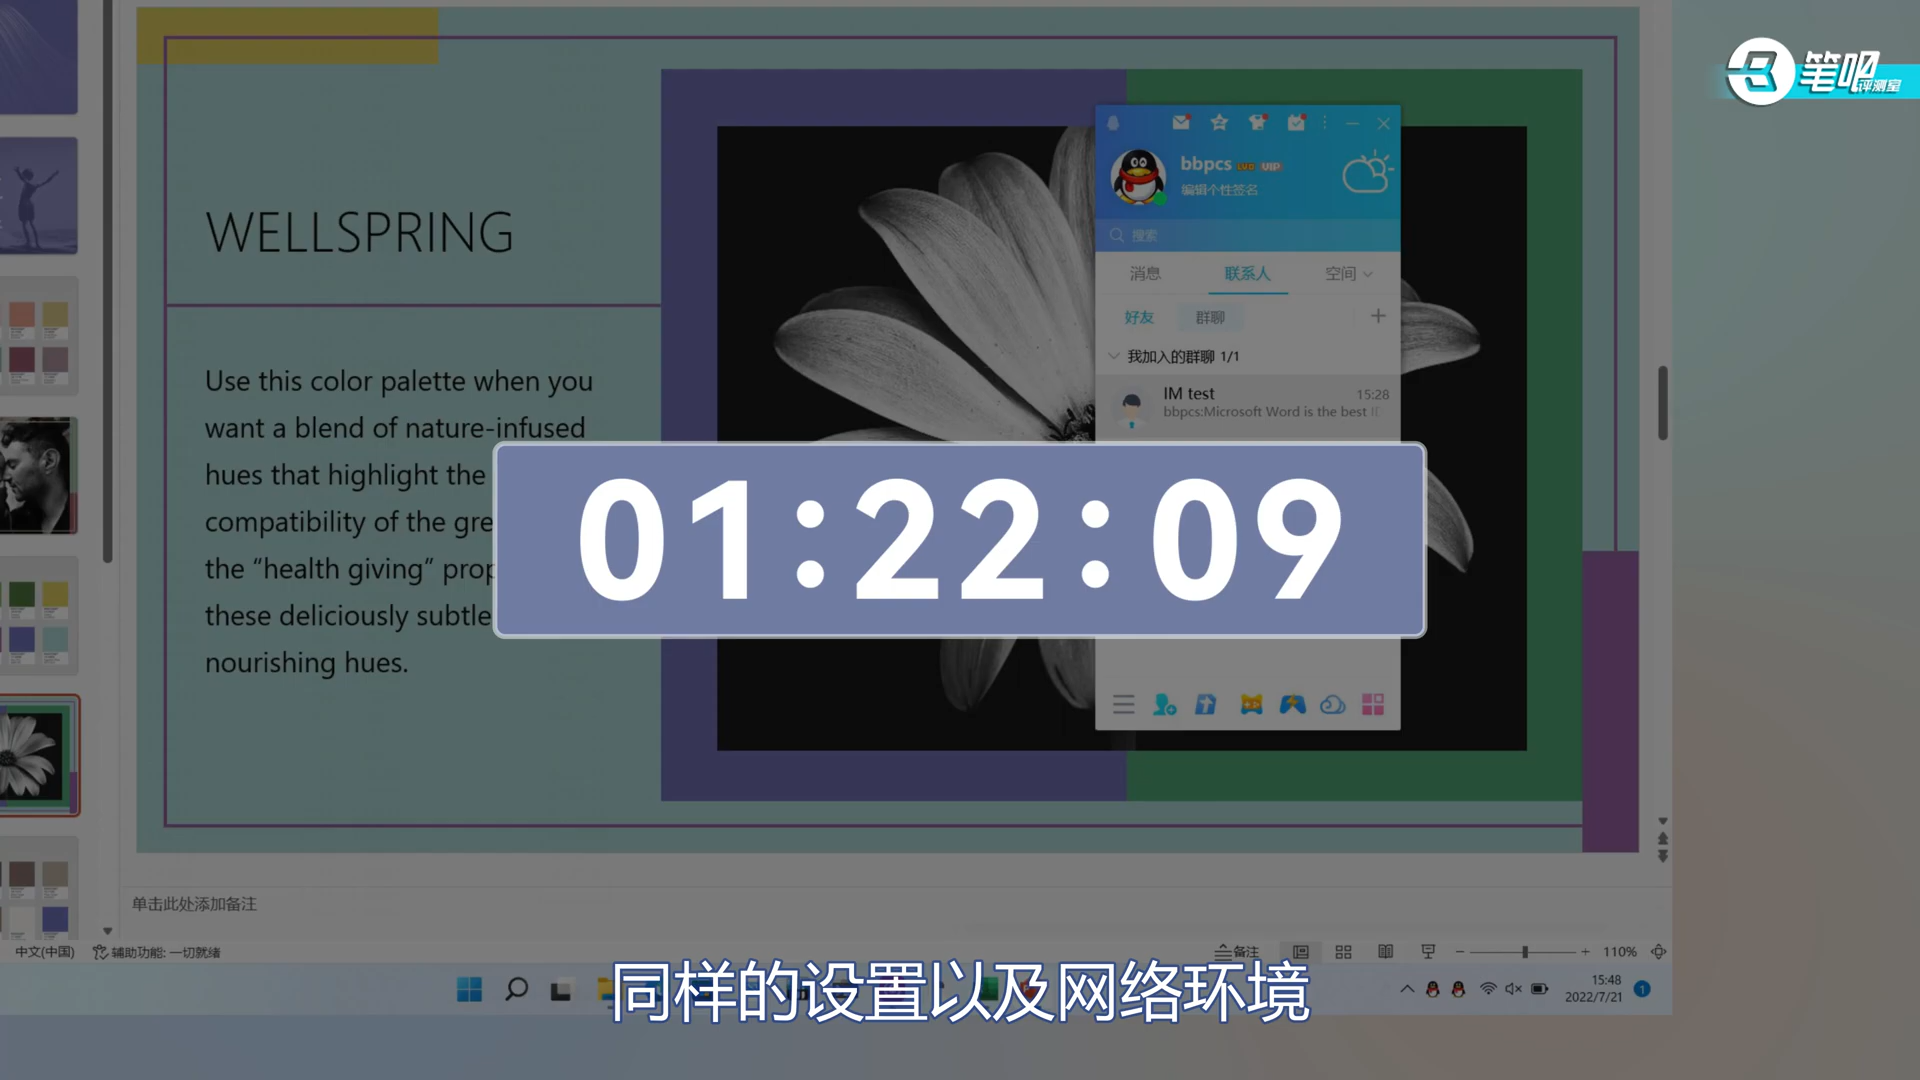 笔吧
评测室
bbpcs
VIP
编辑个性签名
搜索
消息
联系人
空间
好友
群聊
我加入的群聊 1/1
IM test
15:28
bbpcs:Microsoft Word is the best
WELLSPRING
Use this color palette when you
want a blend of nature-infused
hues that highlight the
compatibility of the gre
the “health giving” prop
these deliciously subtle
nourishing hues.
01:22:09
单击此处添加备注
中文(中国)
辅助功能: 一切就绪
备注
110%
同样的设置以及网络环境
15:48
2022/7/21
1